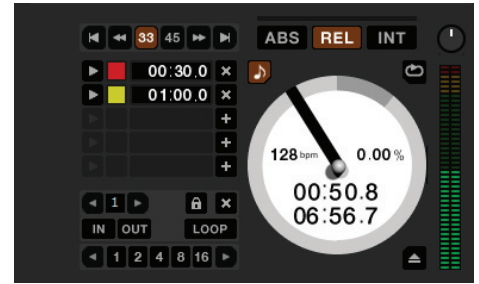 33 45 ABS REL INT
00:30.0
01:00.0
128 bpm 0.00 %
00:50.8
06:56.7
1
IN OUT LOOP
1 2 4 8 16